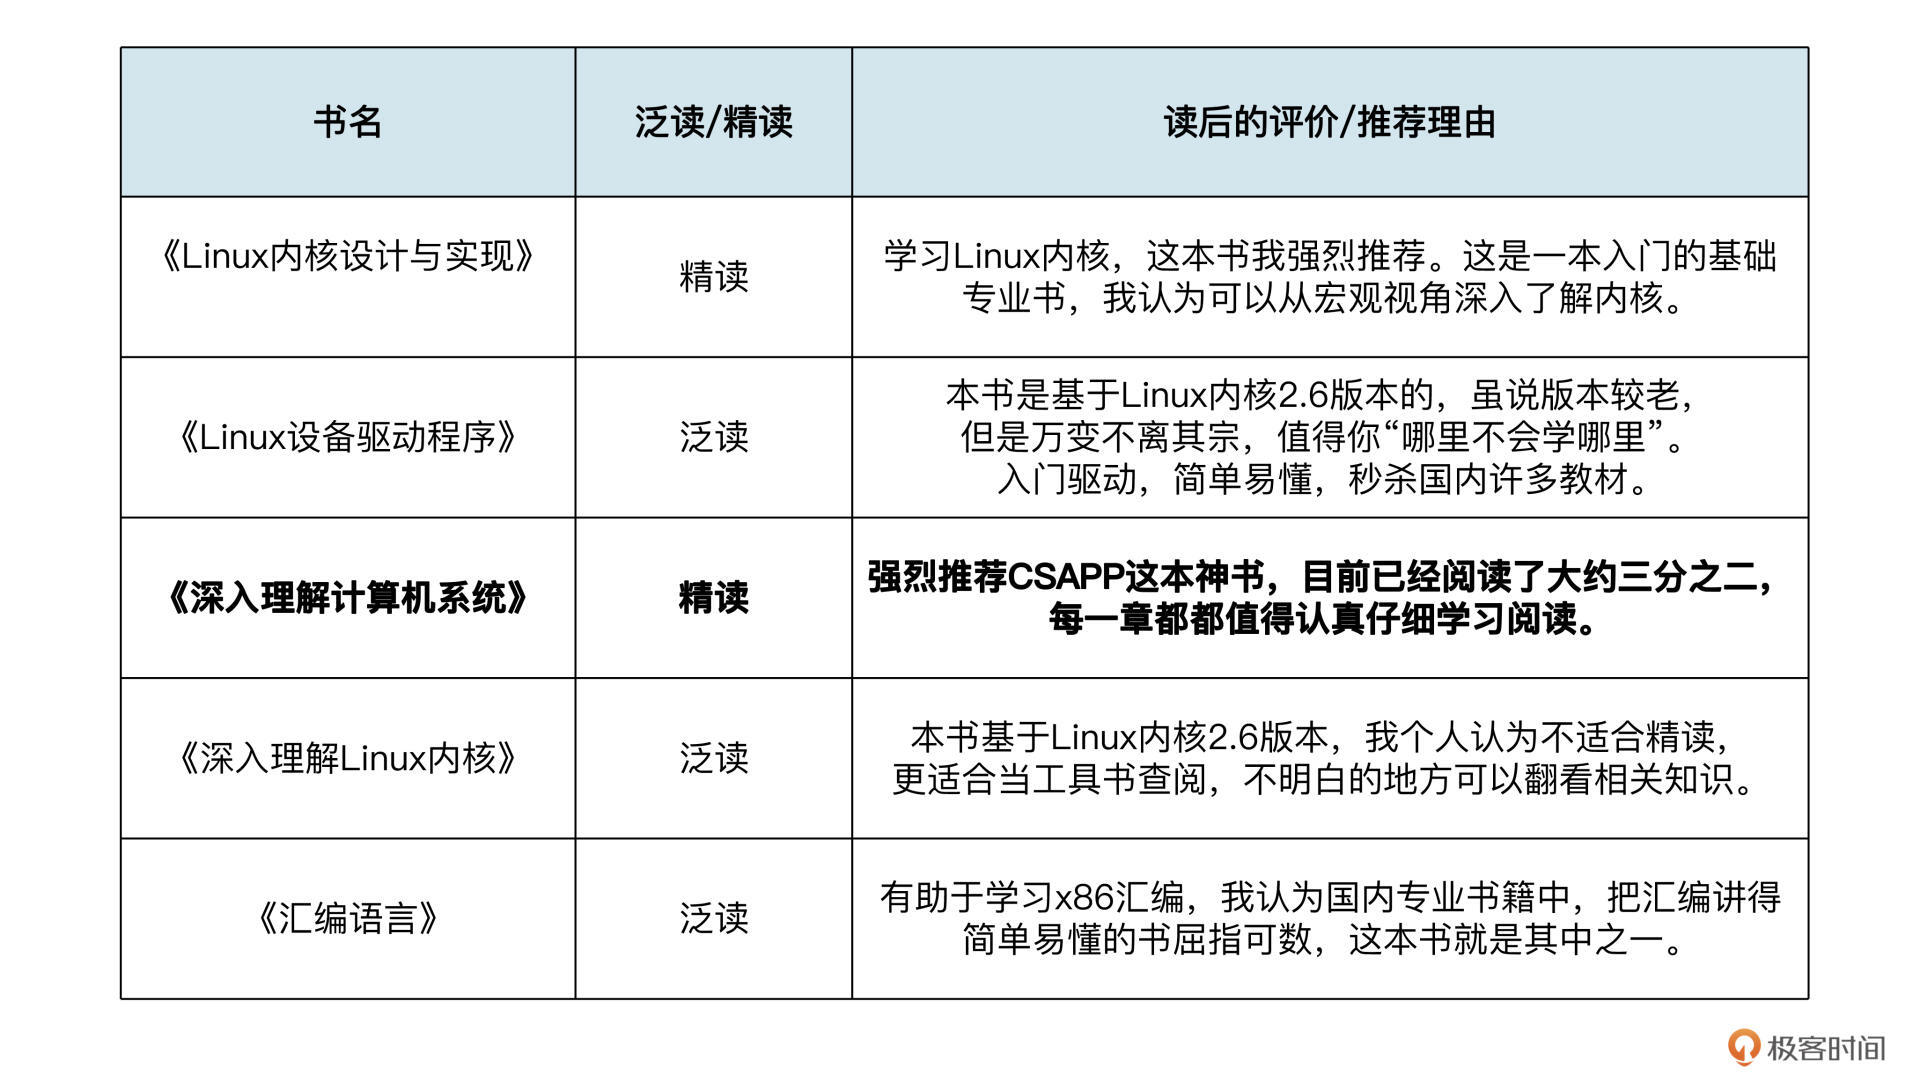 书名
泛读/精读
读后的评价/推荐理由
《Linux内核设计与实现》
精读
学习Linux内核，这本书我强烈推荐。这是一本入门的基础
专业书，我认为可以从宏观视角深入了解内核。
《Linux设备驱动程序》
泛读
本书是基于Linux内核2.6版本的，虽说版本较老，
但是万变不离其宗，值得你“哪里不会学哪里”。
入门驱动，简单易懂，秒杀国内许多教材。
《深入理解计算机系统》
精读
强烈推荐CSAPP这本神书，目前已经阅读了大约三分之二，
每一章都都值得认真仔细学习阅读。
《深入理解Linux内核》
泛读
本书基于Linux内核2.6版本，我个人认为不适合精读，
更适合当工具书查阅，不明白的地方可以翻看相关知识。
《汇编语言》
泛读
有助于学习x86汇编，我认为国内专业书籍中，把汇编讲得
简单易懂的书屈指可数，这本书就是其中之一。
极客时间